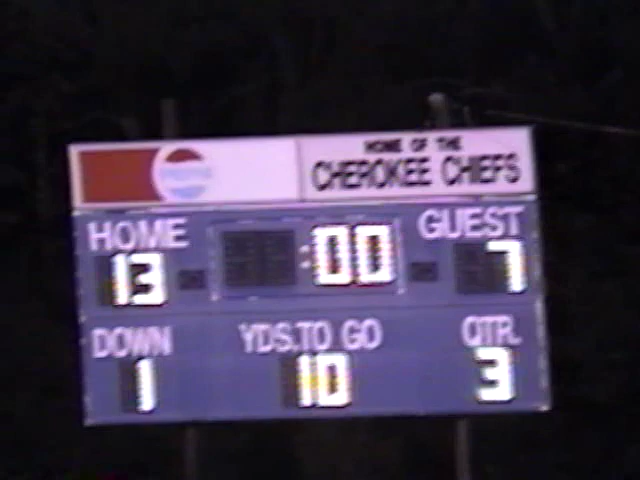 HOME OF THE
CHEROKEE CHIEFS
HOME :00 GUEST
13 7
DOWN YDS.TO GO QTR.
1 10 3